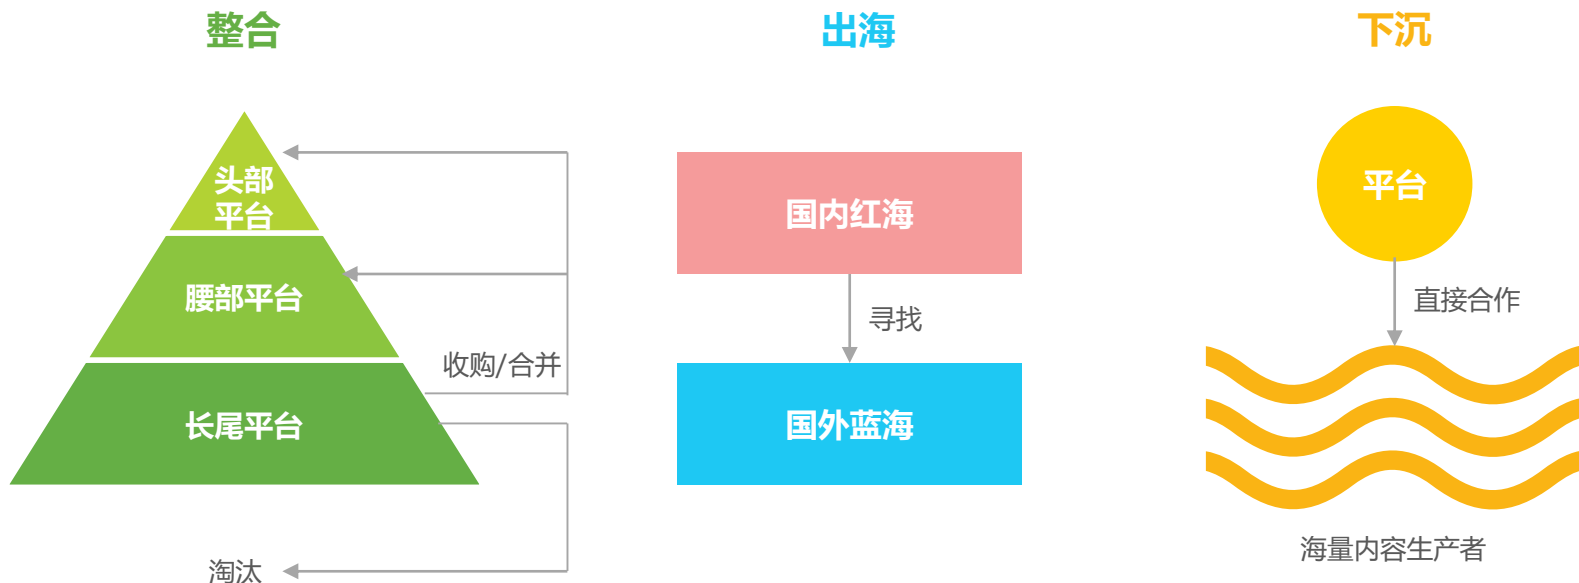 整合
头部
平台
腰部平台
收购/合并
长尾平台
淘汰
出海
国内红海
寻找
国外蓝海
下沉
平台
直接合作
海量内容生产者